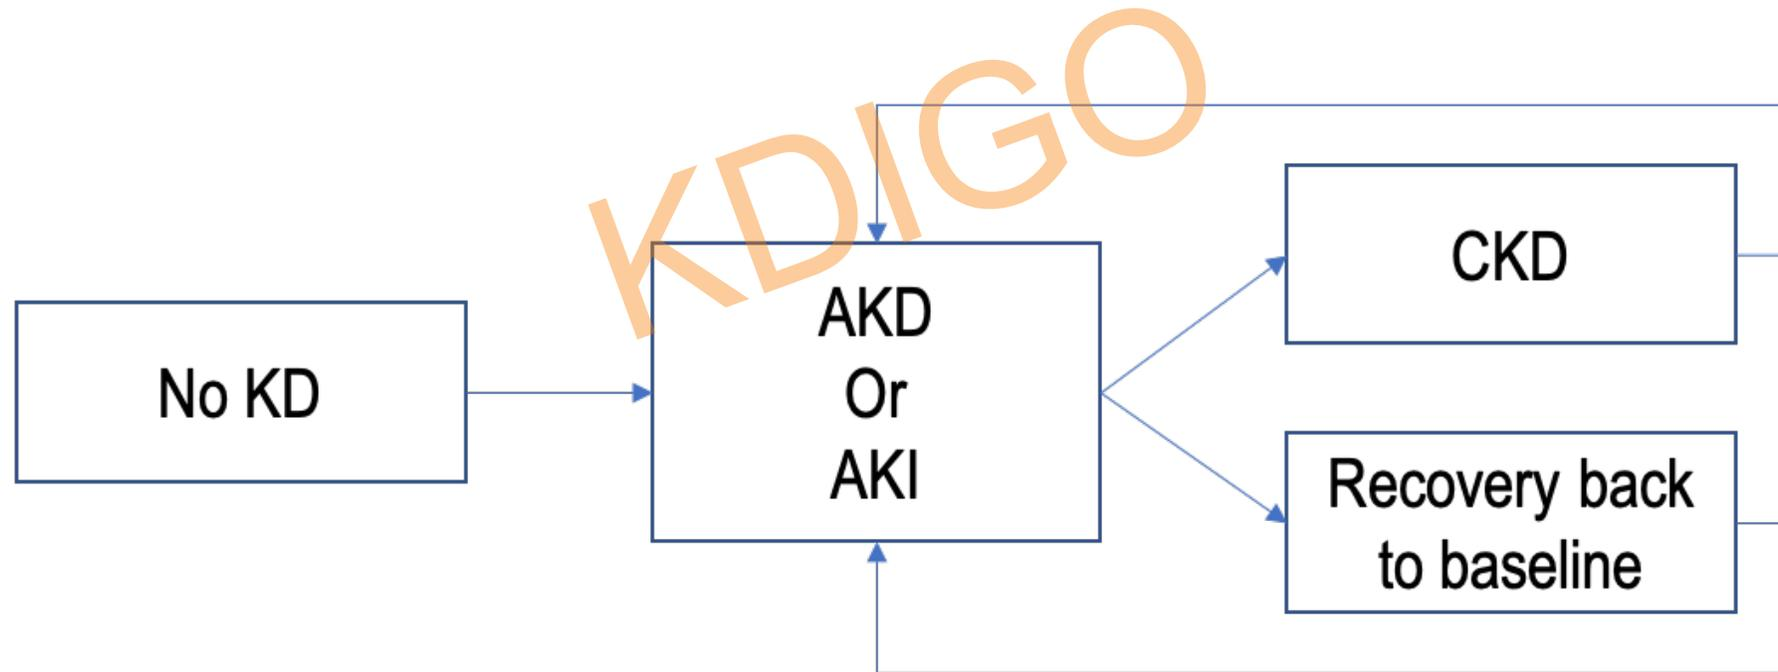 KDIGO
No KD
AKD
Or
AKI
CKD
Recovery back
to baseline